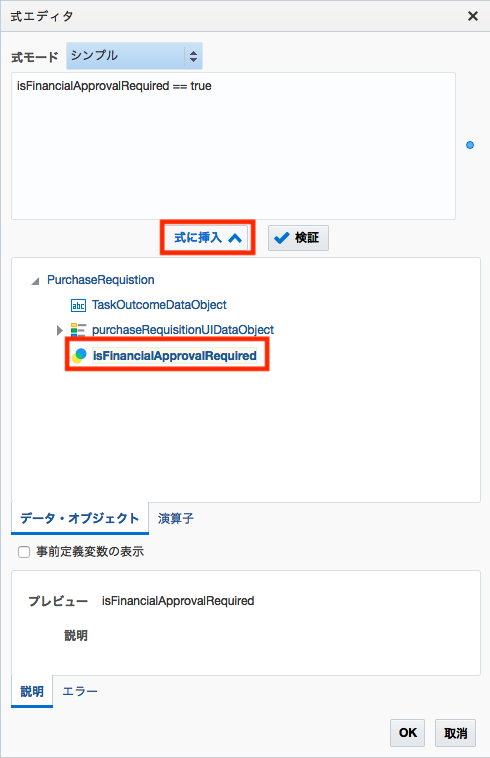 式エディタ
式モード シンプル
isFinancialApprovalRequired == true
式に挿入 検証
PurchaseRequistion
abc TaskOutcomeDataObject
purchaseRequisitionUIDataObject
isFinancialApprovalRequired
データ・オブジェクト 演算子
事前定義変数の表示
プレビュー isFinancialApprovalRequired
説明
説明 エラー
OK 取消